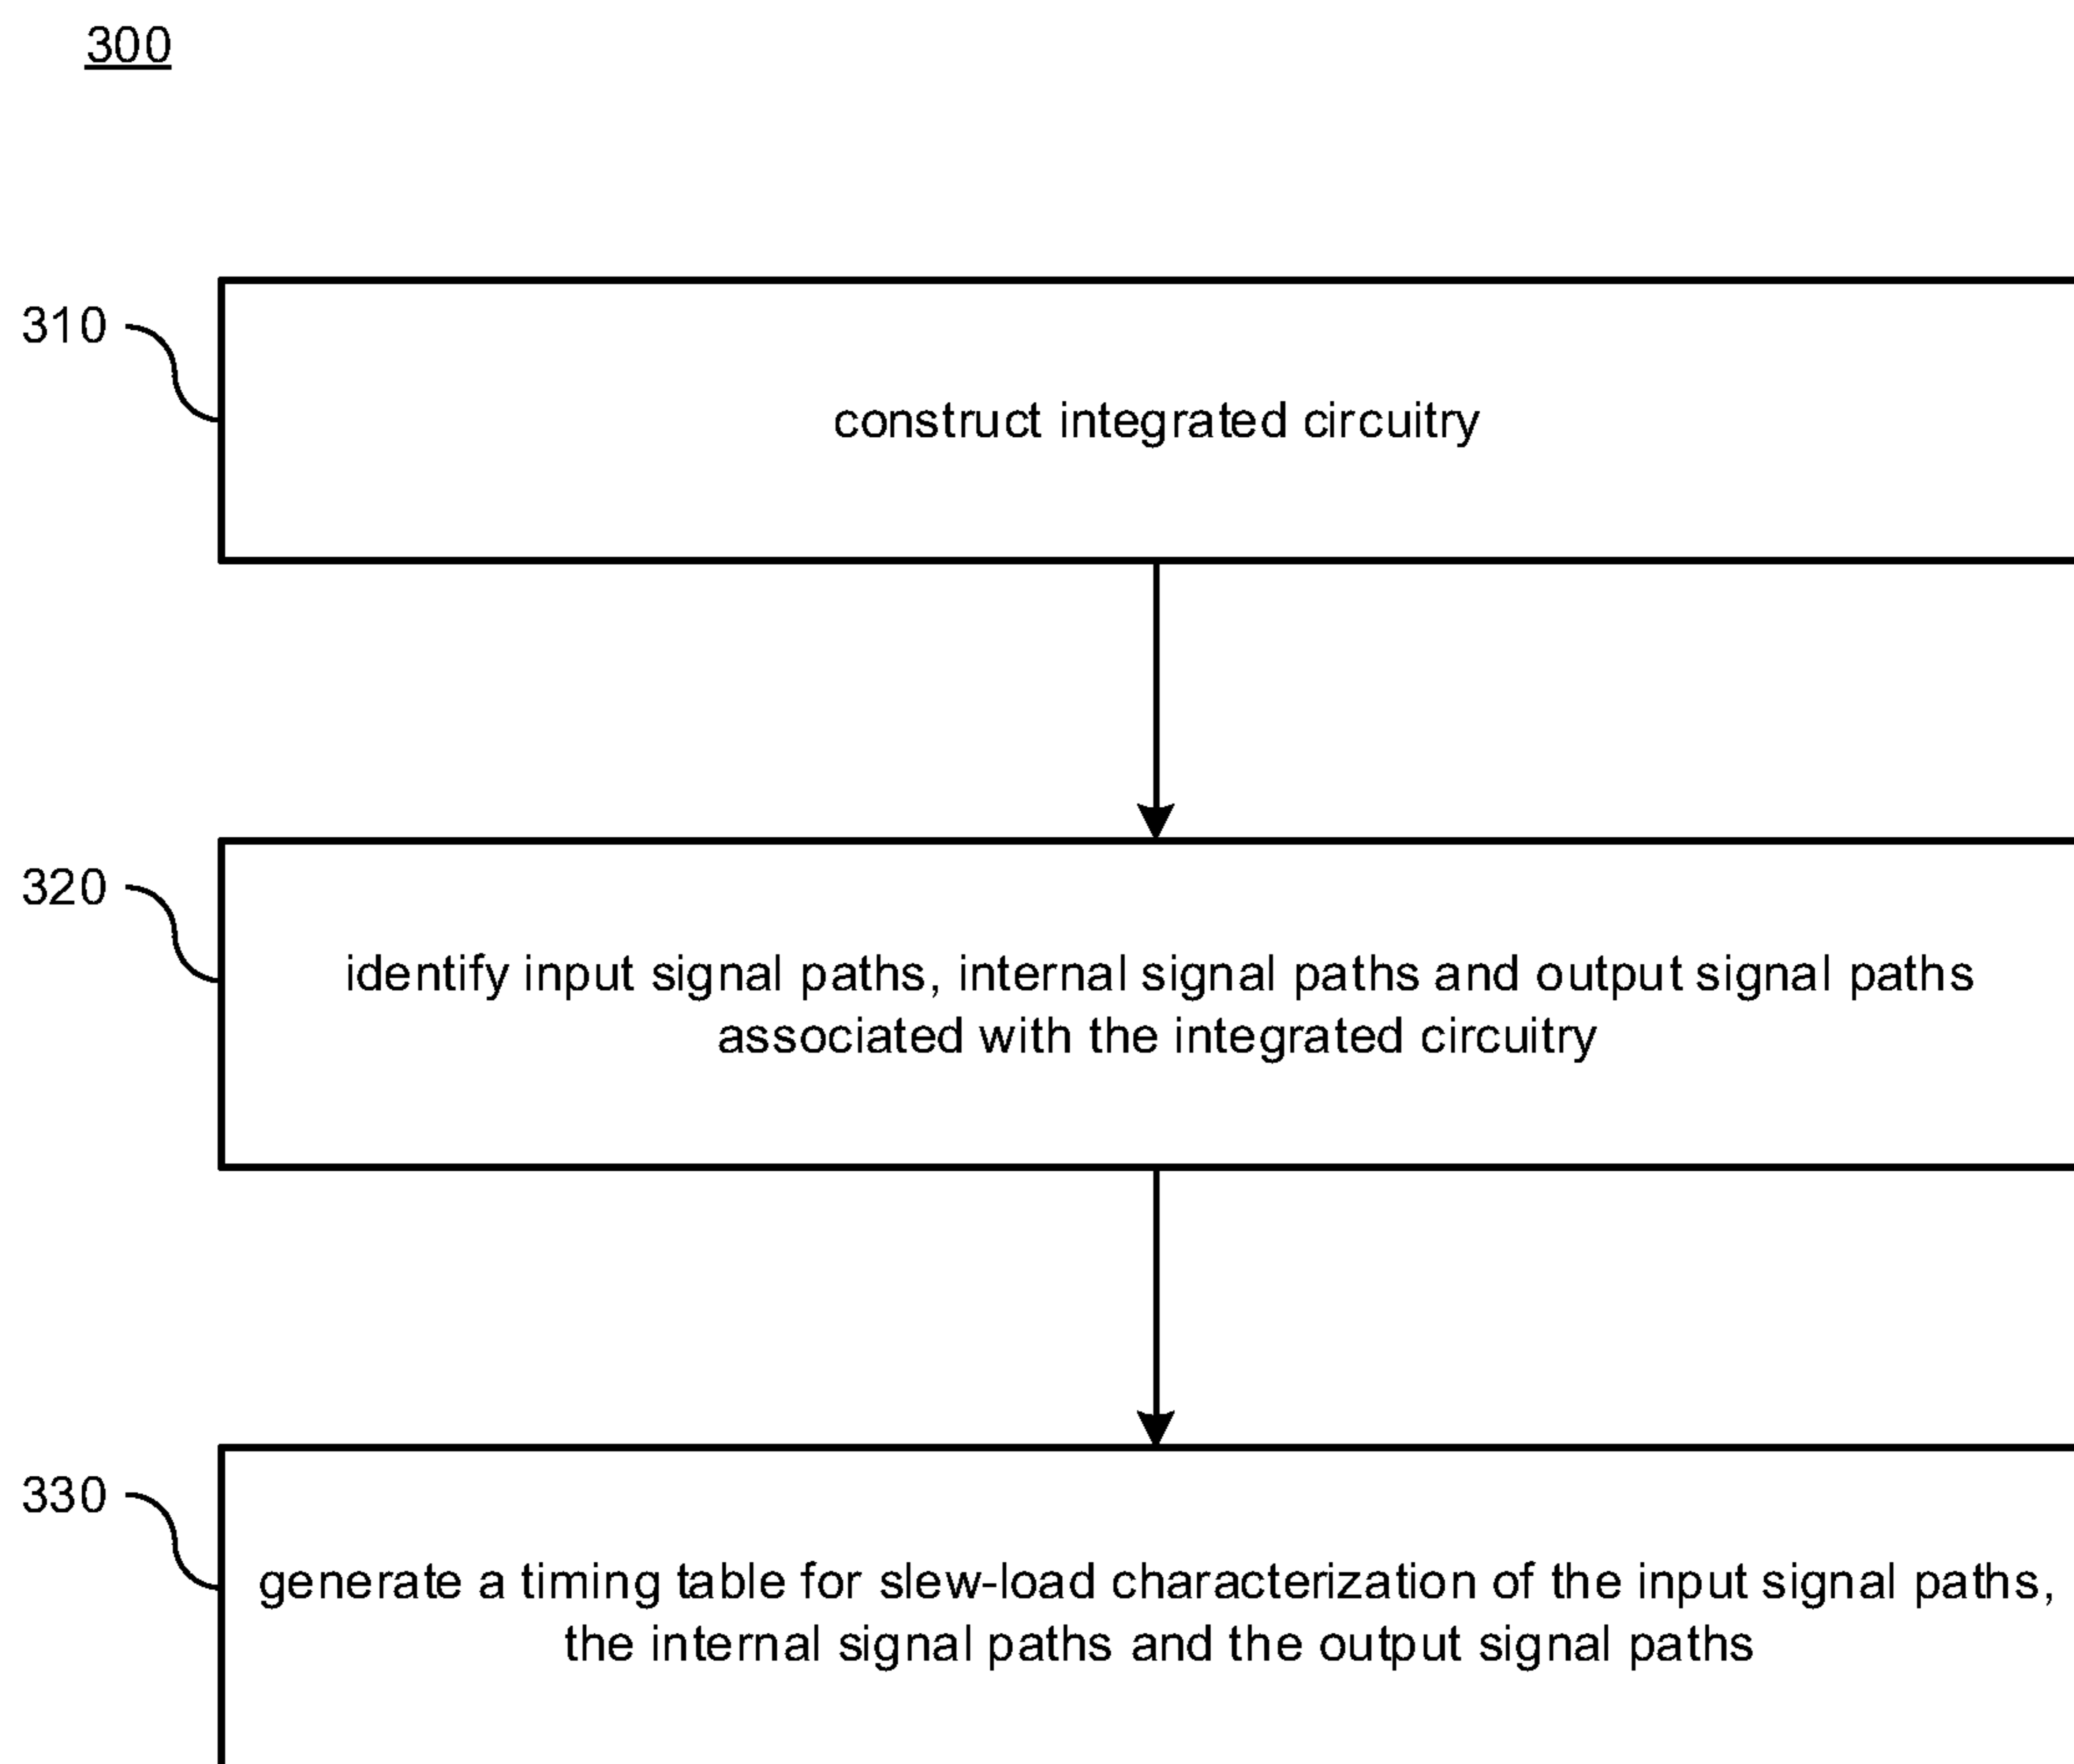 300
310
construct integrated circuitry
320
identify input signal paths, internal signal paths and output signal paths
associated with the integrated circuitry
330
generate a timing table for slew-load characterization of the input signal paths,
the internal signal paths and the output signal paths